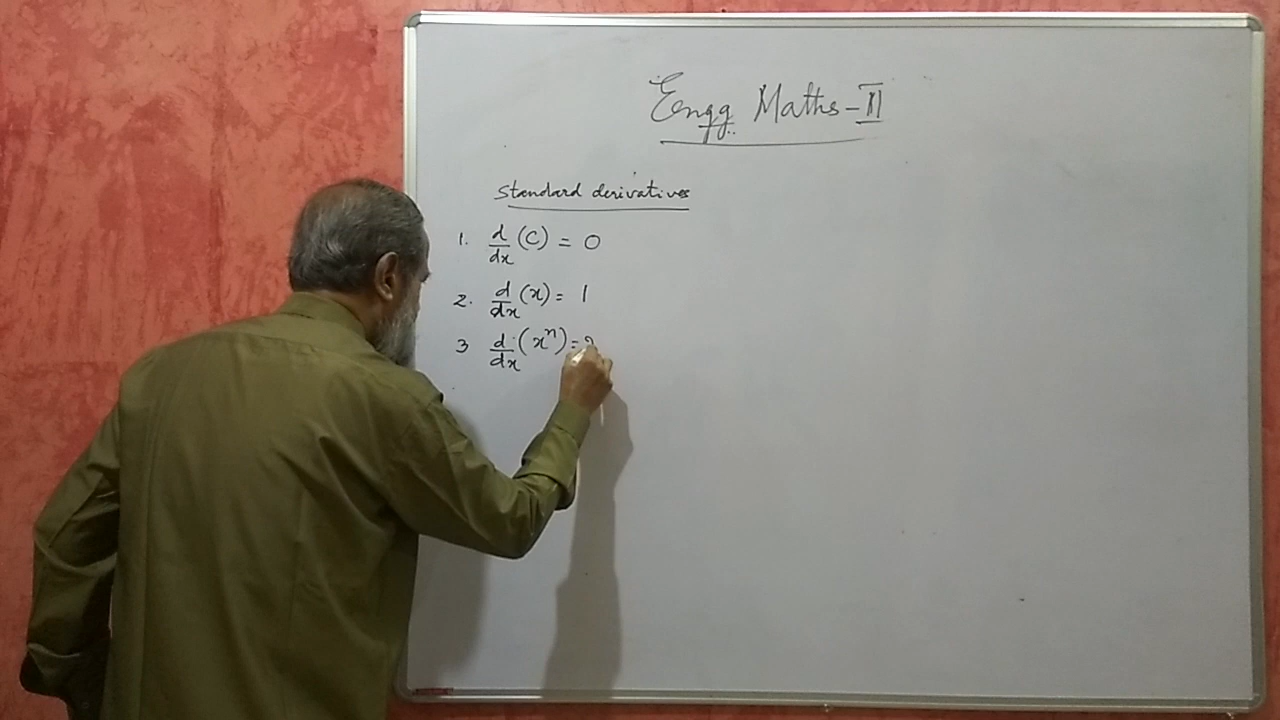 Engg Maths-II
Standard derivatives
1. d/dx (C) = 0
2. d/dx (x) = 1
3 d/dx (x^n) =